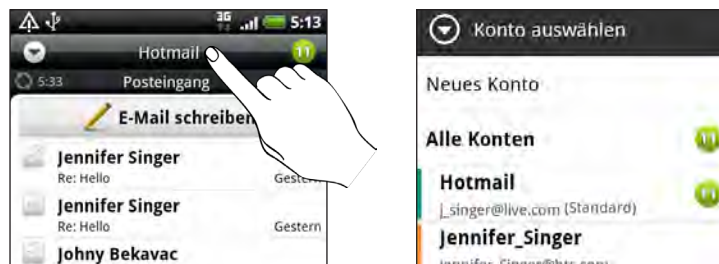 3G 5:13
Hotmail 11
5:33 Posteingang
E-Mail schreiben
Jennifer Singer
Re: Hello Gestern
Jennifer Singer
Re: Hello Gestern
Johny Bekavac
Konto auswählen
Neues Konto
Alle Konten 11
Hotmail 11
j_singer@live.com (Standard)
Jennifer_Singer